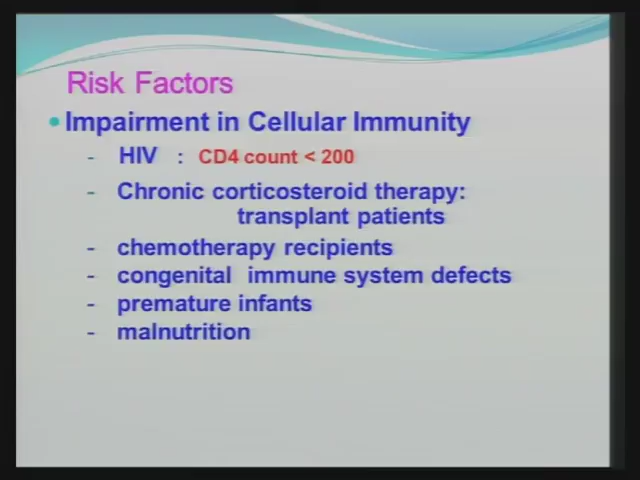 Risk Factors
• Impairment in Cellular Immunity
- HIV : CD4 count < 200
- Chronic corticosteroid therapy:
transplant patients
- chemotherapy recipients
- congenital immune system defects
- premature infants
- malnutrition